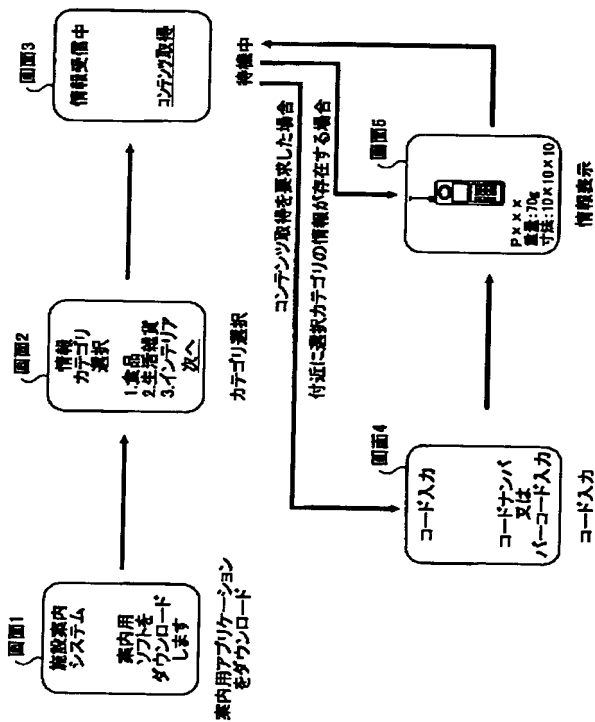 画面1
施設案内
システム
案内用
ソフトを
ダウンロード
します
案内用アプリケーション
をダウンロード
画面2
情報
カテゴリ
選択
1.食品
2.生活雑貨
3.インテリア
次へ
カテゴリ選択
画面3
情報受信中
コンテンツ取得
待機中
コンテンツ取得を要求した場合
付近に選択カテゴリの情報が存在する場合
画面4
コード入力
コードナンバ
又は
バーコード入力
コード入力
画面5
P×××
重量:70g
寸法:10×10×10
情報表示